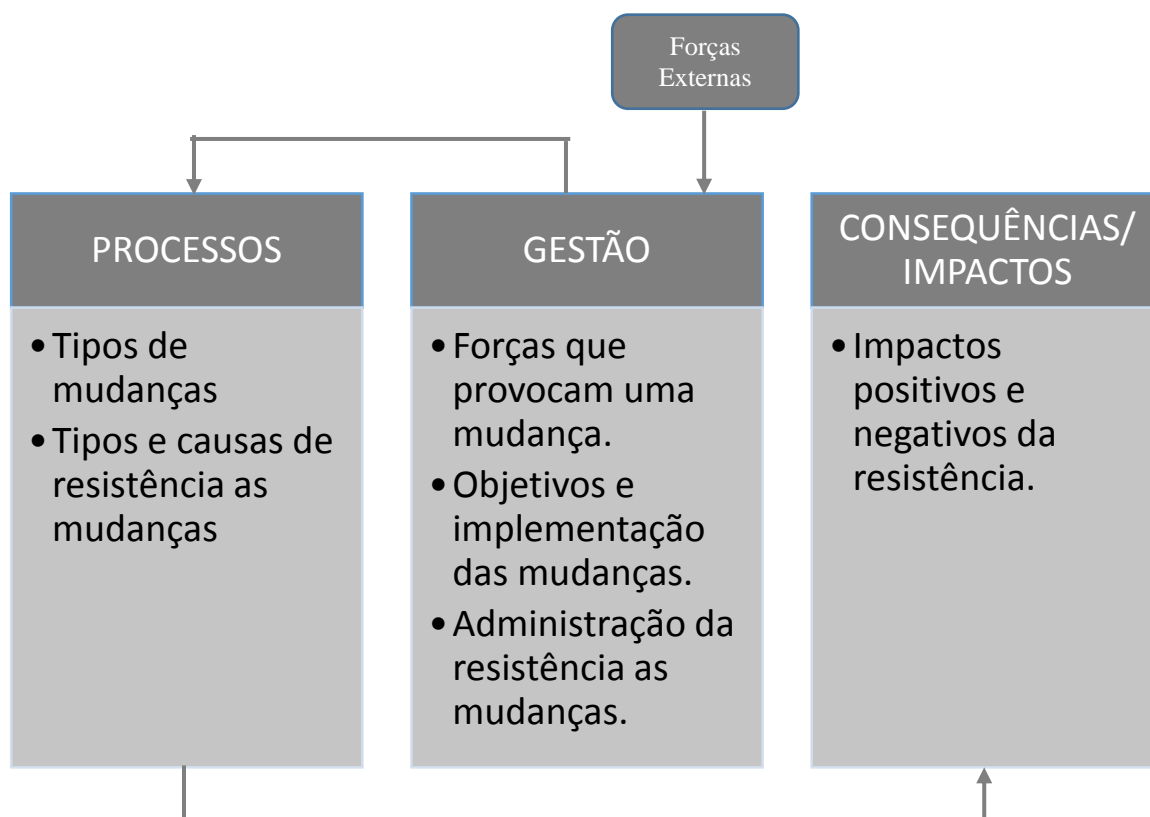 Forças
Externas
PROCESSOS
• Tipos de
mudanças
• Tipos e causas de
resistência as
mudanças
GESTÃO
• Forças que
provocam uma
mudança.
• Objetivos e
implementação
das mudanças.
• Administração da
resistência as
mudanças.
CONSEQUÊNCIAS/
IMPACTOS
• Impactos
positivos e
negativos da
resistência.